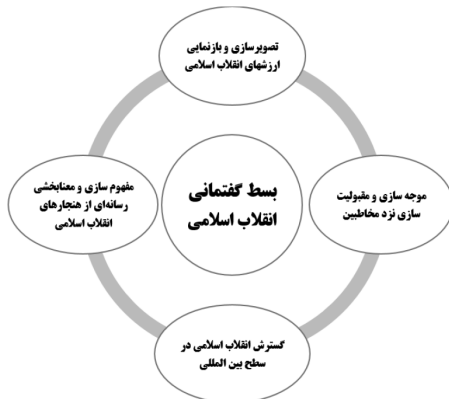 تصویرسازی و بازنمایی
ارزشهای انقلاب اسلامی
بسط گفتمانی
انقلاب اسلامی
موجه سازی و مقبولیت
سازی نزد مخاطبین
مفهوم سازی و معنابخشی
رسانه‌ای از هنجارهای
انقلاب اسلامی
گسترش انقلاب اسلامی در
سطح بین المللی